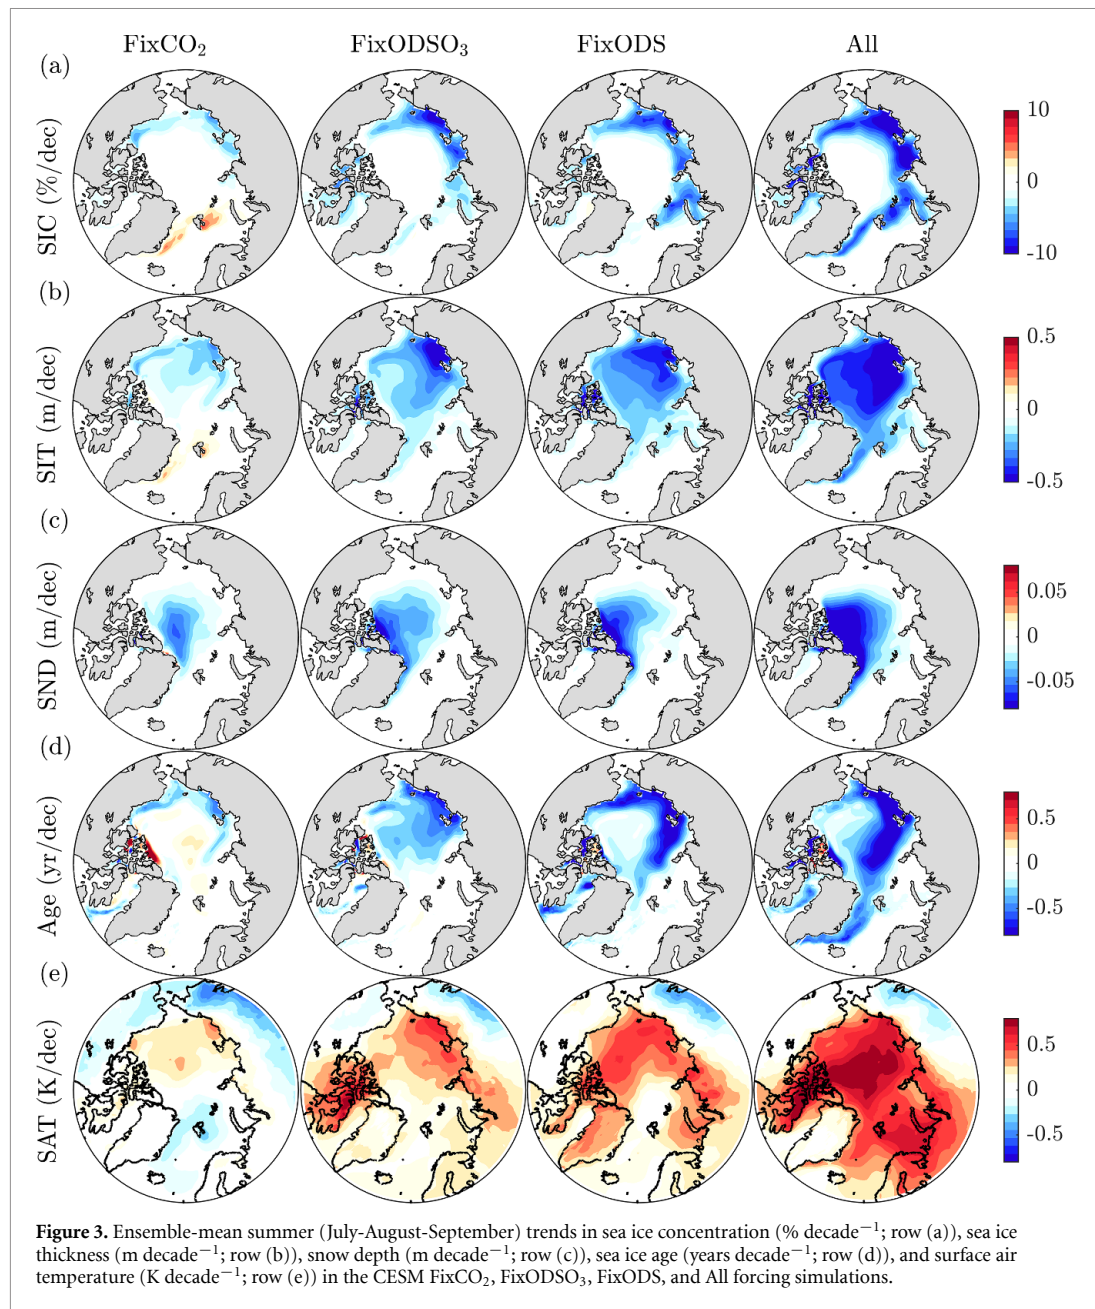 FixCO₂ FixODSO₃ FixODS All
(a)
SIC (%/dec)
10
0
-10
(b)
SIT (m/dec)
0.5
0
-0.5
(c)
SND (m/dec)
0.05
0
-0.05
(d)
Age (yr/dec)
0.5
0
-0.5
(e)
SAT (K/dec)
0.5
0
-0.5
Figure 3. Ensemble-mean summer (July-August-September) trends in sea ice concentration (% decade⁻¹; row (a)), sea ice
thickness (m decade⁻¹; row (b)), snow depth (m decade⁻¹; row (c)), sea ice age (years decade⁻¹; row (d)), and surface air
temperature (K decade⁻¹; row (e)) in the CESM FixCO₂, FixODSO₃, FixODS, and All forcing simulations.